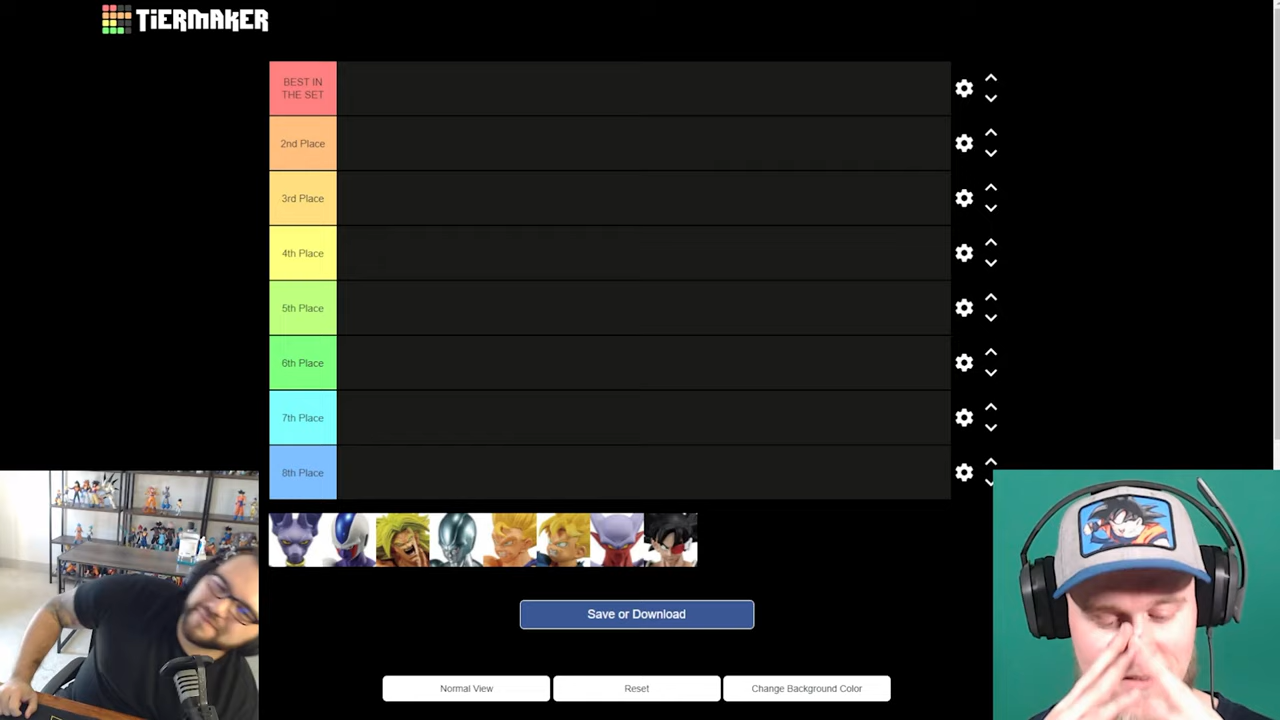 TiERMAKER
BEST IN
THE SET
2nd Place
3rd Place
4th Place
5th Place
6th Place
7th Place
8th Place
Save or Download
Normal View
Reset
Change Background Color